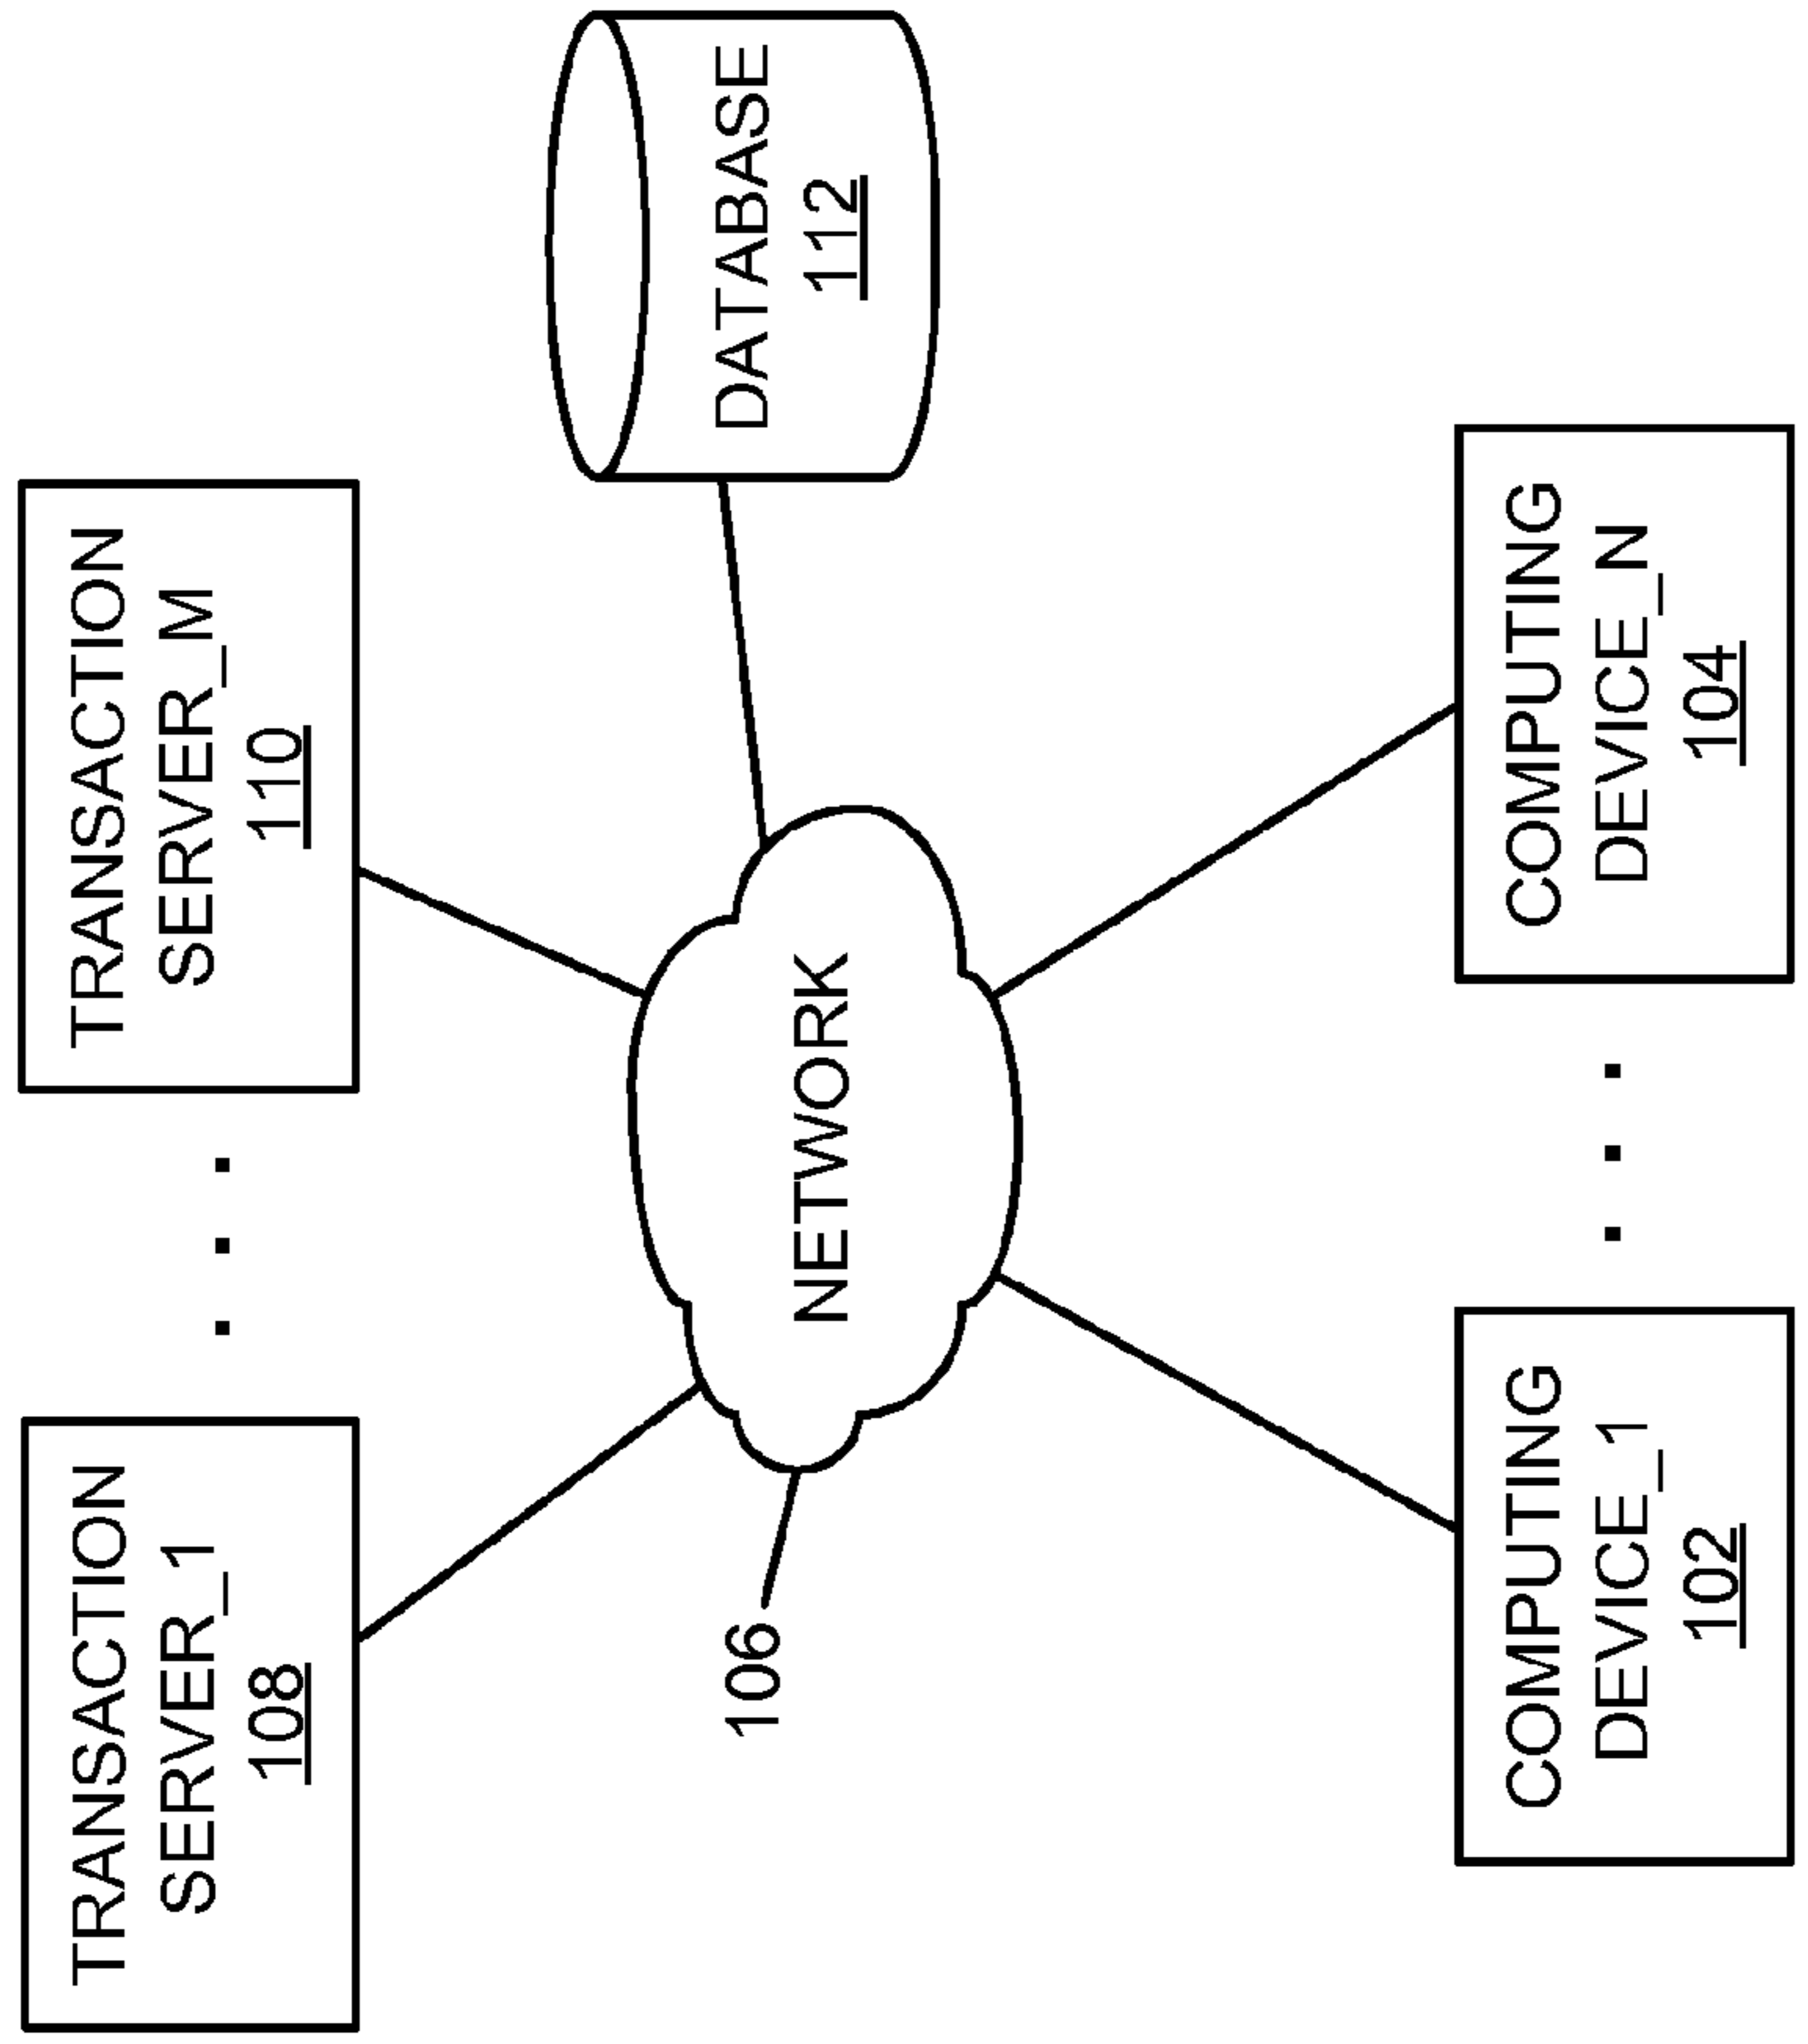 TRANSACTION
SERVER_1
108
TRANSACTION
SERVER_M
110
DATABASE
112
NETWORK
106
COMPUTING
DEVICE_1
102
COMPUTING
DEVICE_N
104